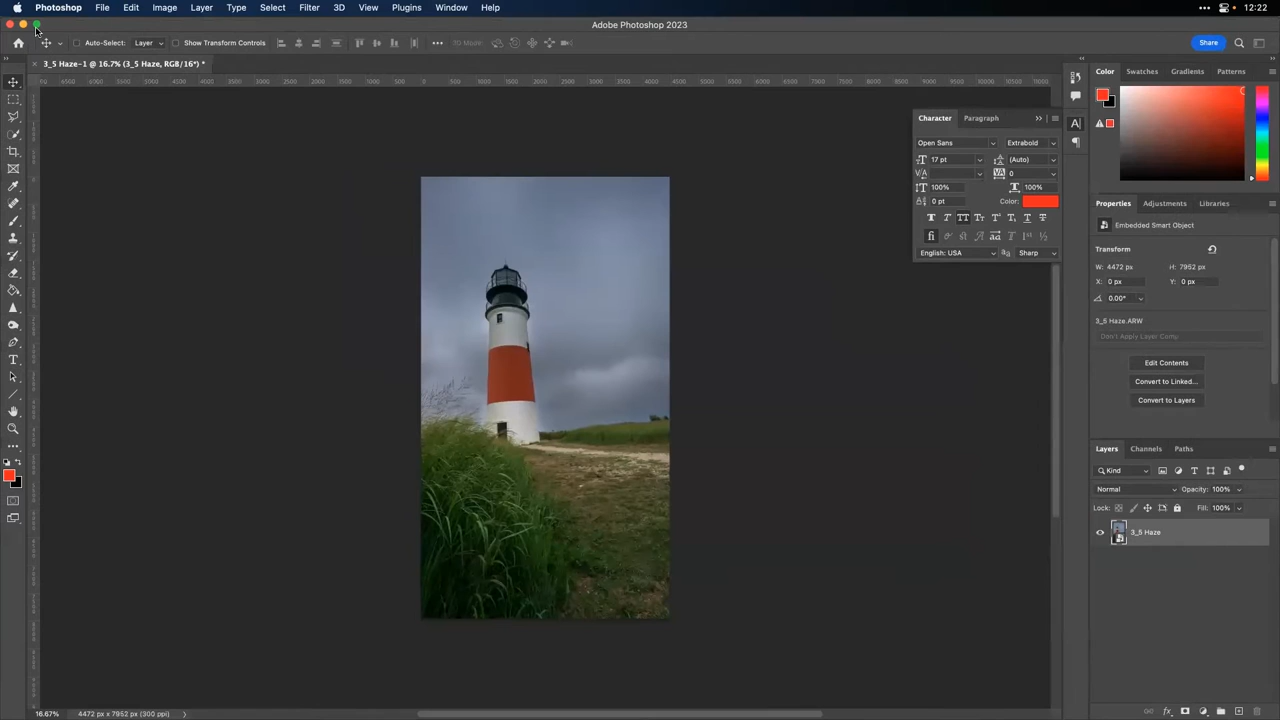 Photoshop File Edit Image Layer Type Select Filter 3D View Plugins Window Help 12:22
Adobe Photoshop 2023
Auto-Select: Layer Show Transform Controls 3D Mode: Share
3_5 Haze-1 @ 16.7% (3_5 Haze, RGB/16*) *
Color Swatches Gradients Patterns
Character Paragraph
Open Sans Extrabold
17 pt (Auto)
0
100% 100%
0 pt Color:
English: USA Sharp
Properties Adjustments Libraries
Embedded Smart Object
Transform
W: 4472 px H: 7952 px
X: 0 px Y: 0 px
0.00°
3_5 Haze.ARW
Don't Apply Layer Comp
Edit Contents
Convert to Linked...
Convert to Layers
Layers Channels Paths
Kind
Normal Opacity: 100%
Lock: Fill: 100%
3_5 Haze
16.67% 4472 px x 7952 px (300 ppi)